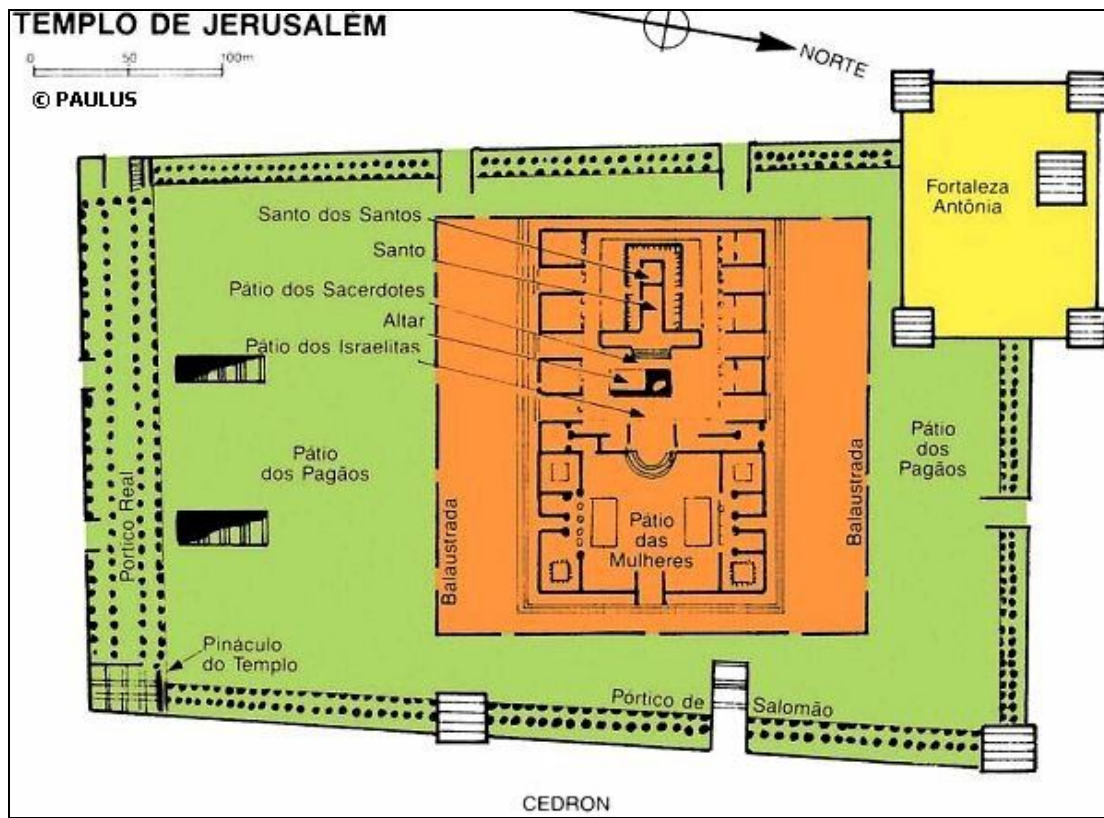 TEMPLO DE JERUSALÉM
0 50 100m
© PAULUS
NORTE
Fortaleza
Antônia
Santo dos Santos
Santo
Pátio dos Sacerdotes
Altar
Pátio dos Israelitas
Pátio
dos Pagãos
Pátio
dos
Pagãos
Portico Real
Balaustrada
Balaustrada
Pátio
das
Mulheres
Pináculo
do Templo
Pórtico de Salomão
CEDRON